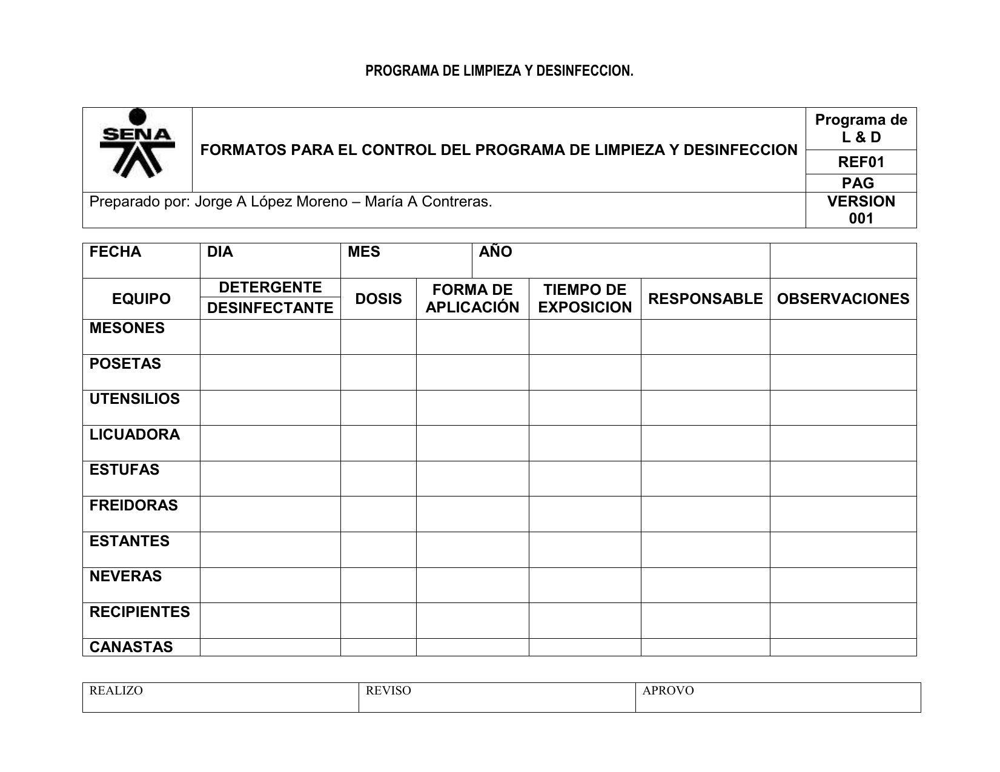 PROGRAMA DE LIMPIEZA Y DESINFECCION.
SENA
FORMATOS PARA EL CONTROL DEL PROGRAMA DE LIMPIEZA Y DESINFECCION
Programa de
L & D
REF01
PAG
Preparado por: Jorge A López Moreno – María A Contreras.
VERSION
001
FECHA
DIA
MES
AÑO
EQUIPO
DETERGENTE
DESINFECTANTE
DOSIS
FORMA DE
APLICACIÓN
TIEMPO DE
EXPOSICION
RESPONSABLE
OBSERVACIONES
MESONES
POSETAS
UTENSILIOS
LICUADORA
ESTUFAS
FREIDORAS
ESTANTES
NEVERAS
RECIPIENTES
CANASTAS
REALIZO
REVISO
APROVO